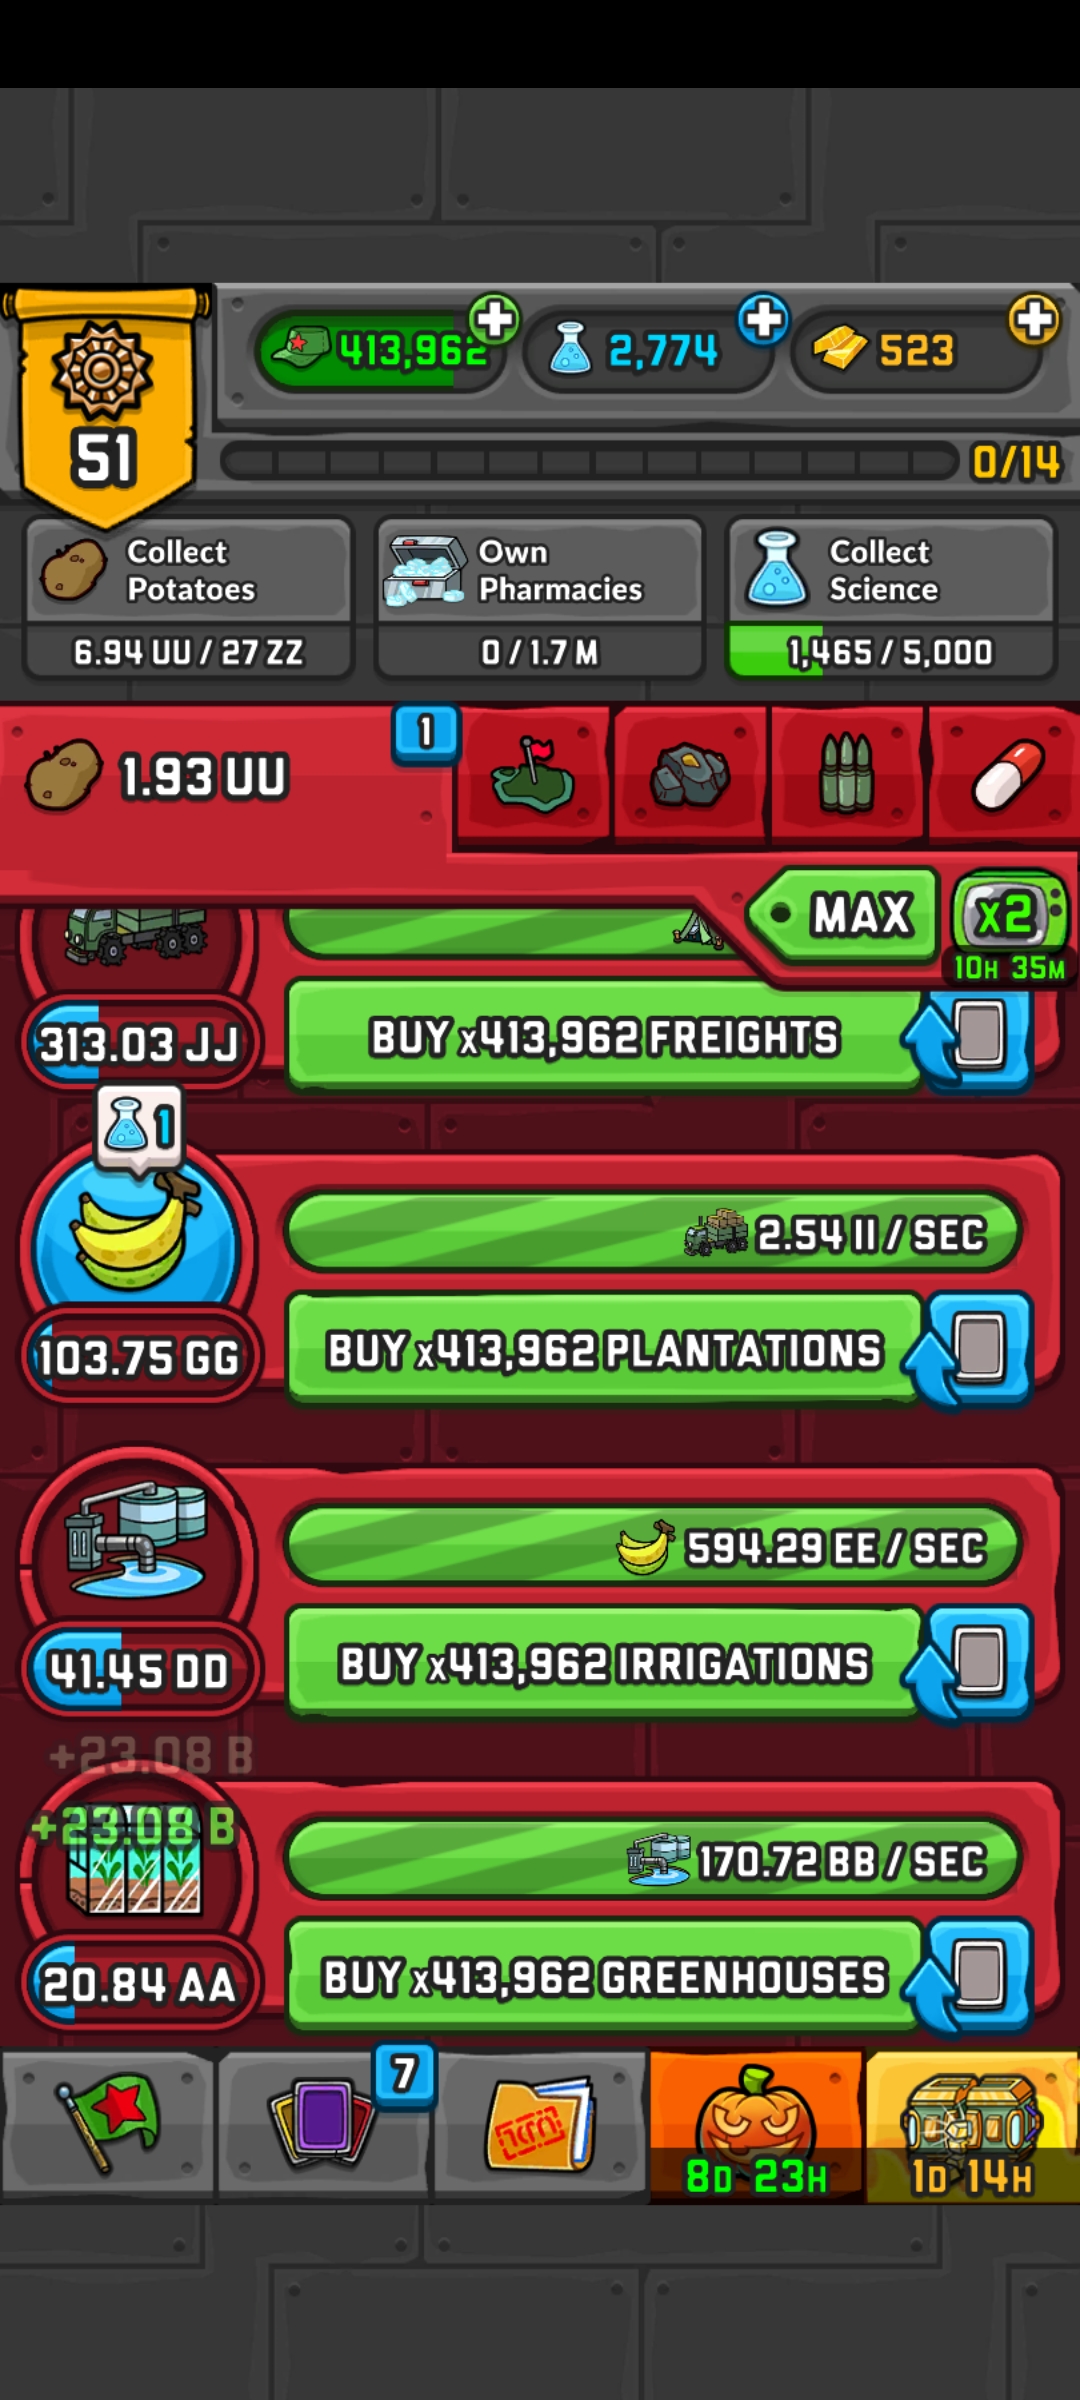 413,962
2,774
523
51
0/14
Collect
Potatoes
6.94 UU / 27 ZZ
Own
Pharmacies
0 / 1.7 M
Collect
Science
1,465 / 5,000
1.93 UU
1
MAX
X2
10H 35M
313.03 JJ
BUY x413,962 FREIGHTS
1
2.54 II / SEC
103.75 GG
BUY x413,962 PLANTATIONS
594.29 EE / SEC
41.45 DD
BUY x413,962 IRRIGATIONS
+23.08 B
+23.08 B
170.72 BB / SEC
20.84 AA
BUY x413,962 GREENHOUSES
7
8D 23H
1D 14H